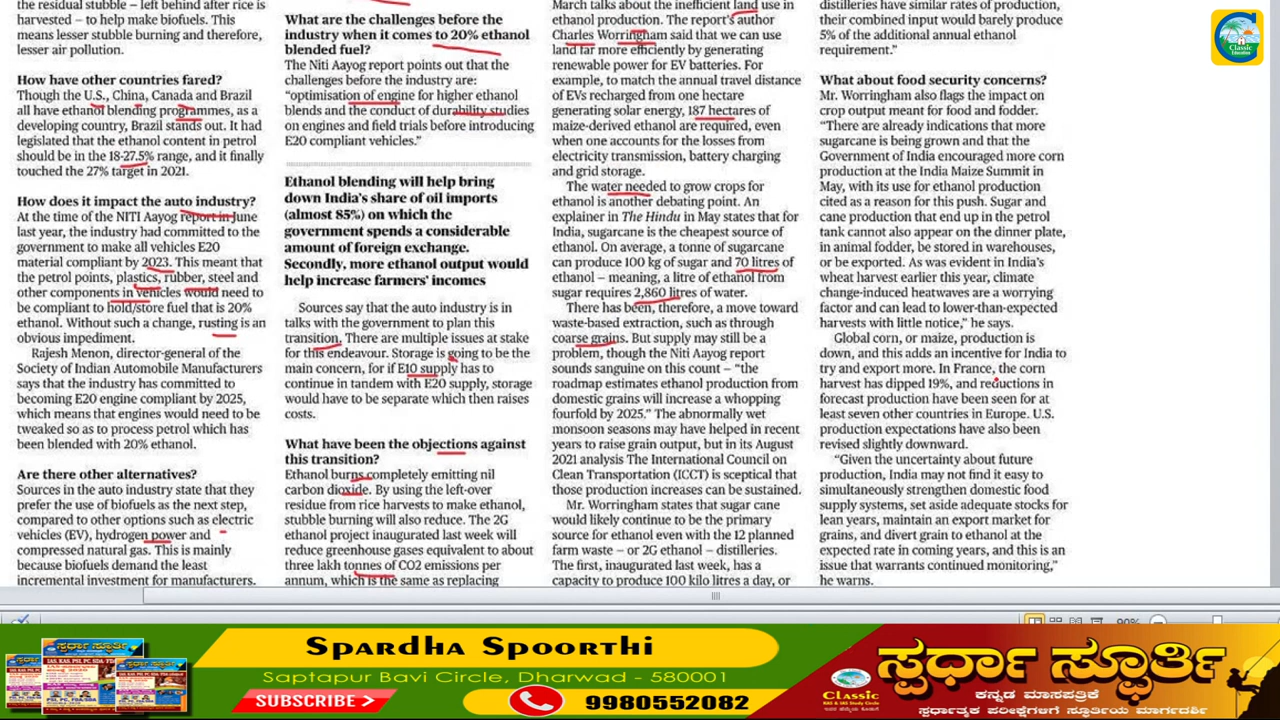 the residual stubble – left behind after rice is
harvested – to help make biofuels. This
means lesser stubble burning and therefore,
lesser air pollution.
How have other countries fared?
Though the U.S., China, Canada and Brazil
all have ethanol blending programmes, as a
developing country, Brazil stands out. It had
legislated that the ethanol content in petrol
should be in the 18-27.5% range, and it finally
touched the 27% target in 2021.
How does it impact the auto industry?
At the time of the NITI Aayog report in June
last year, the industry had committed to the
government to make all vehicles E20
material compliant by 2023. This meant that
the petrol points, plastics, rubber, steel and
other components in vehicles would need to
be compliant to hold/store fuel that is 20%
ethanol. Without such a change, rusting is an
obvious impediment.
Rajesh Menon, director-general of the
Society of Indian Automobile Manufacturers
says that the industry has committed to
becoming E20 engine compliant by 2025,
which means that engines would need to be
tweaked so as to process petrol which has
been blended with 20% ethanol.
Are there other alternatives?
Sources in the auto industry state that they
prefer the use of biofuels as the next step,
compared to other options such as electric
vehicles (EV), hydrogen power and
compressed natural gas. This is mainly
because biofuels demand the least
incremental investment for manufacturers.
What are the challenges before the
industry when it comes to 20% ethanol
blended fuel?
The Niti Aayog report points out that the
challenges before the industry are:
“optimisation of engine for higher ethanol
blends and the conduct of durability studies
on engines and field trials before introducing
E20 compliant vehicles.”
Ethanol blending will help bring
down India’s share of oil imports
(almost 85%) on which the
government spends a considerable
amount of foreign exchange.
Secondly, more ethanol output would
help increase farmers’ incomes
Sources say that the auto industry is in
talks with the government to plan this
transition. There are multiple issues at stake
for this endeavour. Storage is going to be the
main concern, for if E10 supply has to
continue in tandem with E20 supply, storage
would have to be separate which then raises
costs.
What have been the objections against
this transition?
Ethanol burns completely emitting nil
carbon dioxide. By using the left-over
residue from rice harvests to make ethanol,
stubble burning will also reduce. The 2G
ethanol project inaugurated last week will
reduce greenhouse gases equivalent to about
three lakh tonnes of CO2 emissions per
annum, which is the same as replacing
March talks about the inefficient land use in
ethanol production. The report’s author
Charles Worringham said that we can use
land far more efficiently by generating
renewable power for EV batteries. For
example, to match the annual travel distance
of EVs recharged from one hectare
generating solar energy, 187 hectares of
maize-derived ethanol are required, even
when one accounts for the losses from
electricity transmission, battery charging
and grid storage.
The water needed to grow crops for
ethanol is another debating point. An
explainer in The Hindu in May states that for
India, sugarcane is the cheapest source of
ethanol. On average, a tonne of sugarcane
can produce 100 kg of sugar and 70 litres of
ethanol – meaning, a litre of ethanol from
sugar requires 2,860 litres of water.
There has been, therefore, a move toward
waste-based extraction, such as through
coarse grains. But supply may still be a
problem, though the Niti Aayog report
sounds sanguine on this count – “the
roadmap estimates ethanol production from
domestic grains will increase a whopping
fourfold by 2025.” The abnormally wet
monsoon seasons may have helped in recent
years to raise grain output, but in its August
2021 analysis The International Council on
Clean Transportation (ICCT) is sceptical that
those production increases can be sustained.
Mr. Worringham states that sugar cane
would likely continue to be the primary
source for ethanol even with the 12 planned
farm waste – or 2G ethanol – distilleries.
The first, inaugurated last week, has a
capacity to produce 100 kilo litres a day, or
distilleries have similar rates of production,
their combined input would barely produce
5% of the additional annual ethanol
requirement.”
What about food security concerns?
Mr. Worringham also flags the impact on
crop output meant for food and fodder.
“There are already indications that more
sugarcane is being grown and that the
Government of India encouraged more corn
production at the India Maize Summit in
May, with its use for ethanol production
cited as a reason for this push. Sugar and
cane production that end up in the petrol
tank cannot also appear on the dinner plate,
in animal fodder, be stored in warehouses,
or be exported. As was evident in India’s
wheat harvest earlier this year, climate
change-induced heatwaves are a worrying
factor and can lead to lower-than-expected
harvests with little notice,” he says.
Global corn, or maize, production is
down, and this adds an incentive for India to
try and export more. In France, the corn
harvest has dipped 19%, and reductions in
forecast production have been seen for at
least seven other countries in Europe. U.S.
production expectations have also been
revised slightly downward.
“Given the uncertainty about future
production, India may not find it easy to
simultaneously strengthen domestic food
supply systems, set aside adequate stocks for
lean years, maintain an export market for
grains, and divert grain to ethanol at the
expected rate in coming years, and this is an
issue that warrants continued monitoring,”
he warns.
Classic
Education
90%
Spardha Spoorthi
Saptapur Bavi Circle, Dharwad - 580001
SUBSCRIBE >
9980552082
Classic
ಸ್ಪರ್ಧಾ ಸ್ಫೂರ್ತಿ
ಕನ್ನಡ ಮಾಸಪತ್ರಿಕೆ
ಸ್ಪರ್ಧಾತ್ಮಕ ಪರೀಕ್ಷೆಗಳಿಗೆ ಸ್ಫೂರ್ತಿಯ ಮಾರ್ಗದರ್ಶಿ